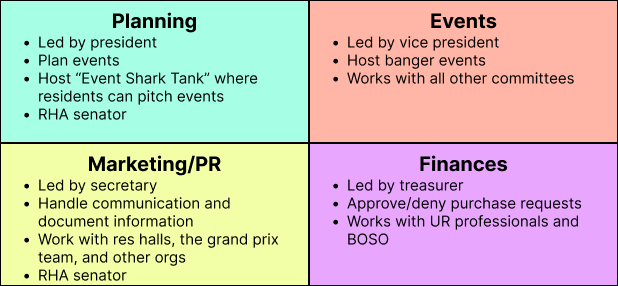 Planning
• Led by president
• Plan events
• Host “Event Shark Tank” where
residents can pitch events
• RHA senator
Events
• Led by vice president
• Host banger events
• Works with all other committees
Marketing/PR
• Led by secretary
• Handle communication and
document information
• Work with res halls, the grand prix
team, and other orgs
• RHA senator
Finances
• Led by treasurer
• Approve/deny purchase requests
• Works with UR professionals and
BOSO